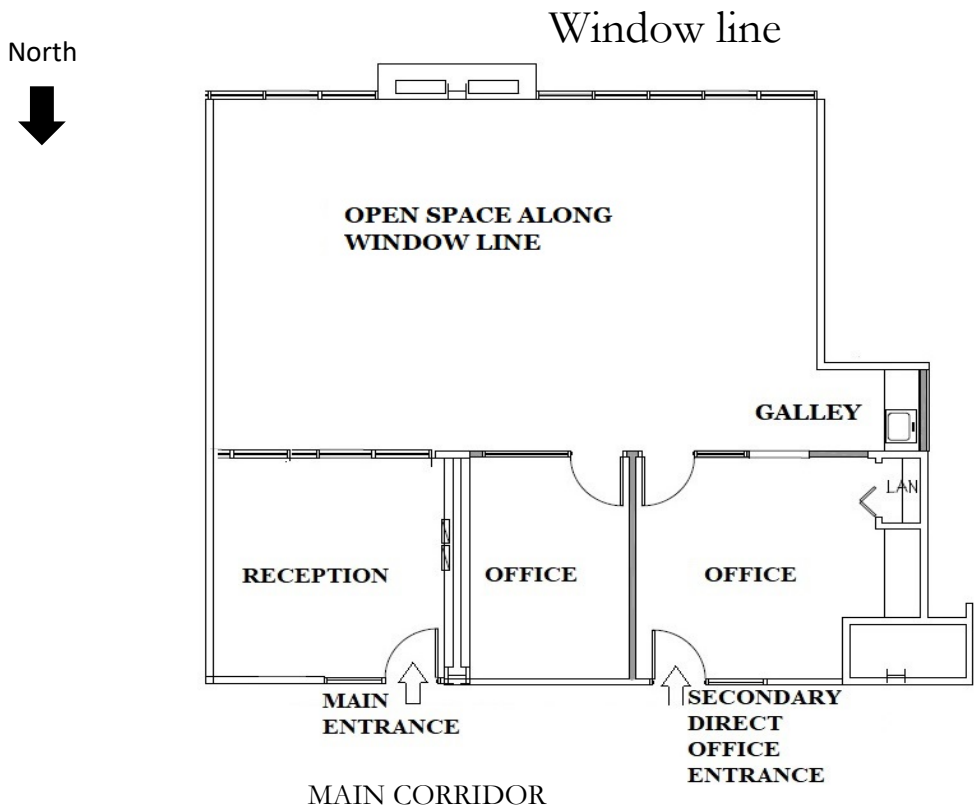 Window line
North
OPEN SPACE ALONG
WINDOW LINE
GALLEY
LAN
RECEPTION
OFFICE
OFFICE
MAIN
ENTRANCE
SECONDARY
DIRECT
OFFICE
ENTRANCE
MAIN CORRIDOR